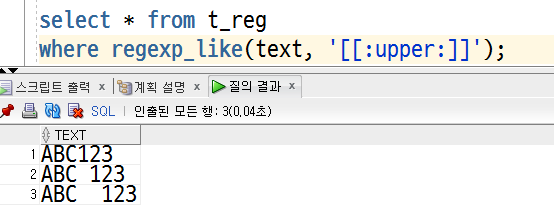 select * from t_reg
where regexp_like(text, '[[:upper:]]');
스크립트 출력 x 계획 설명 x 질의 결과 x
SQL | 인출된 모든 행: 3(0,04초)
TEXT
1 ABC123
2 ABC 123
3 ABC  123